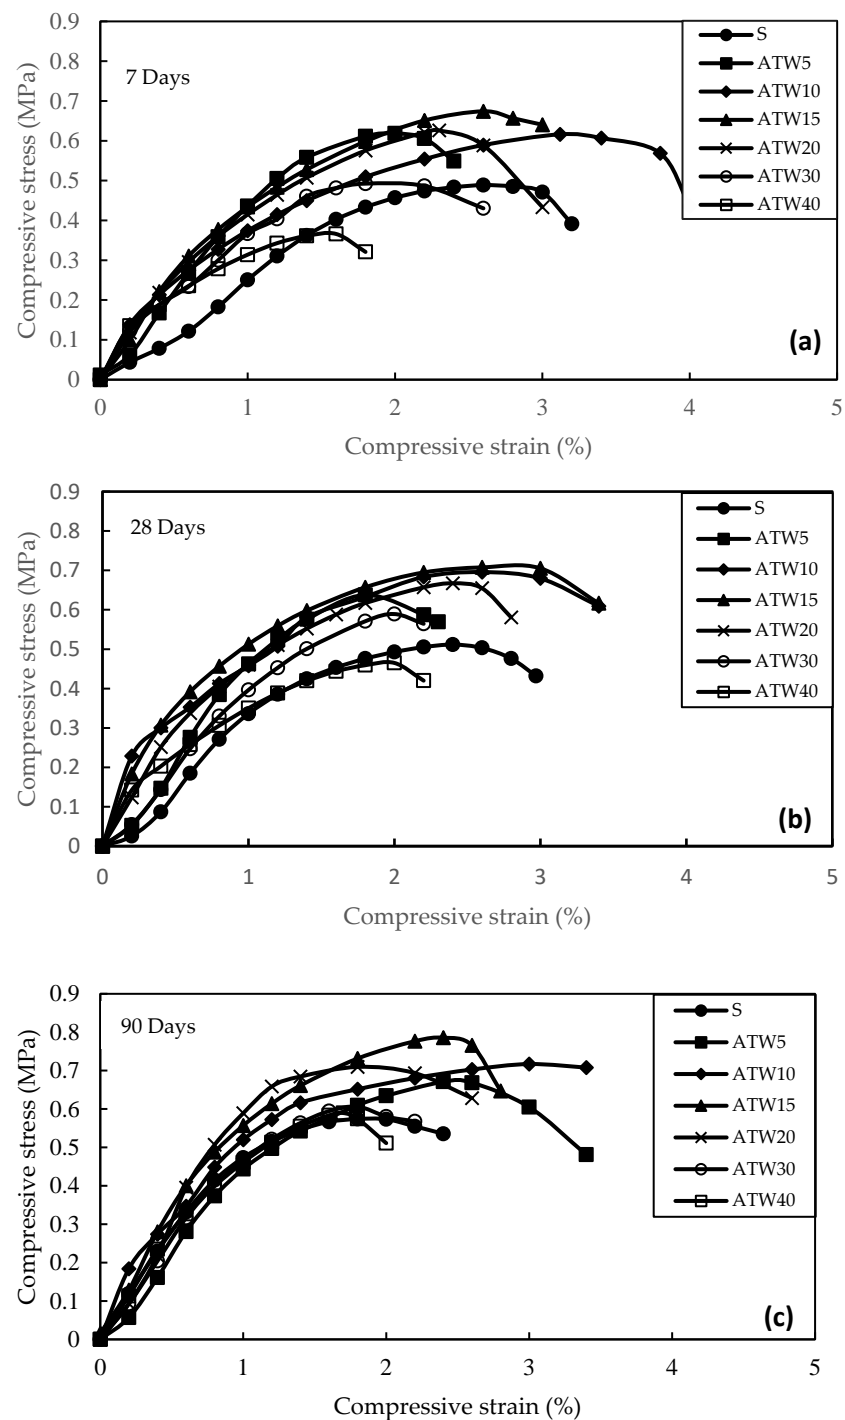 0.9
0.8
0.7
0.6
0.5
0.4
0.3
0.2
0.1
0
Compressive stress (MPa)
7 Days
S
ATW5
ATW10
ATW15
ATW20
ATW30
ATW40
(a)
0 1 2 3 4 5
Compressive strain (%)
0.9
0.8
0.7
0.6
0.5
0.4
0.3
0.2
0.1
0
Compressive stress (MPa)
28 Days
S
ATW5
ATW10
ATW15
ATW20
ATW30
ATW40
(b)
0 1 2 3 4 5
Compressive strain (%)
0.9
0.8
0.7
0.6
0.5
0.4
0.3
0.2
0.1
0
Compressive stress (MPa)
90 Days
S
ATW5
ATW10
ATW15
ATW20
ATW30
ATW40
(c)
0 1 2 3 4 5
Compressive strain (%)